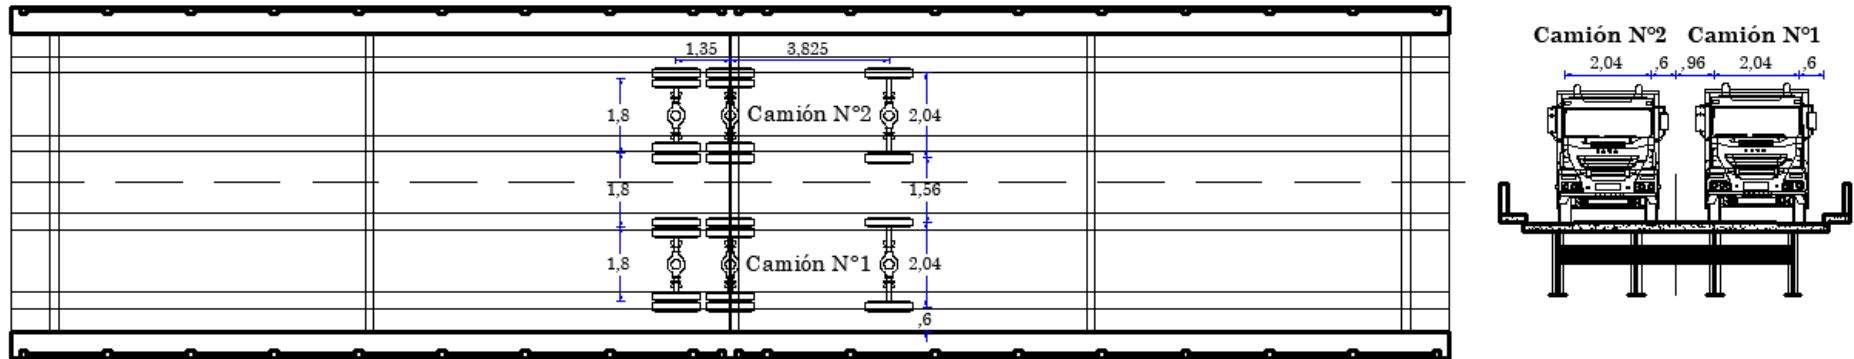 Camión N°2 Camión N°1
1,35 3,825
2,04 ,6 ,96 2,04 ,6
1,8 Camión N°2 2,04
1,8 1,56
1,8 Camión N°1 2,04
,6